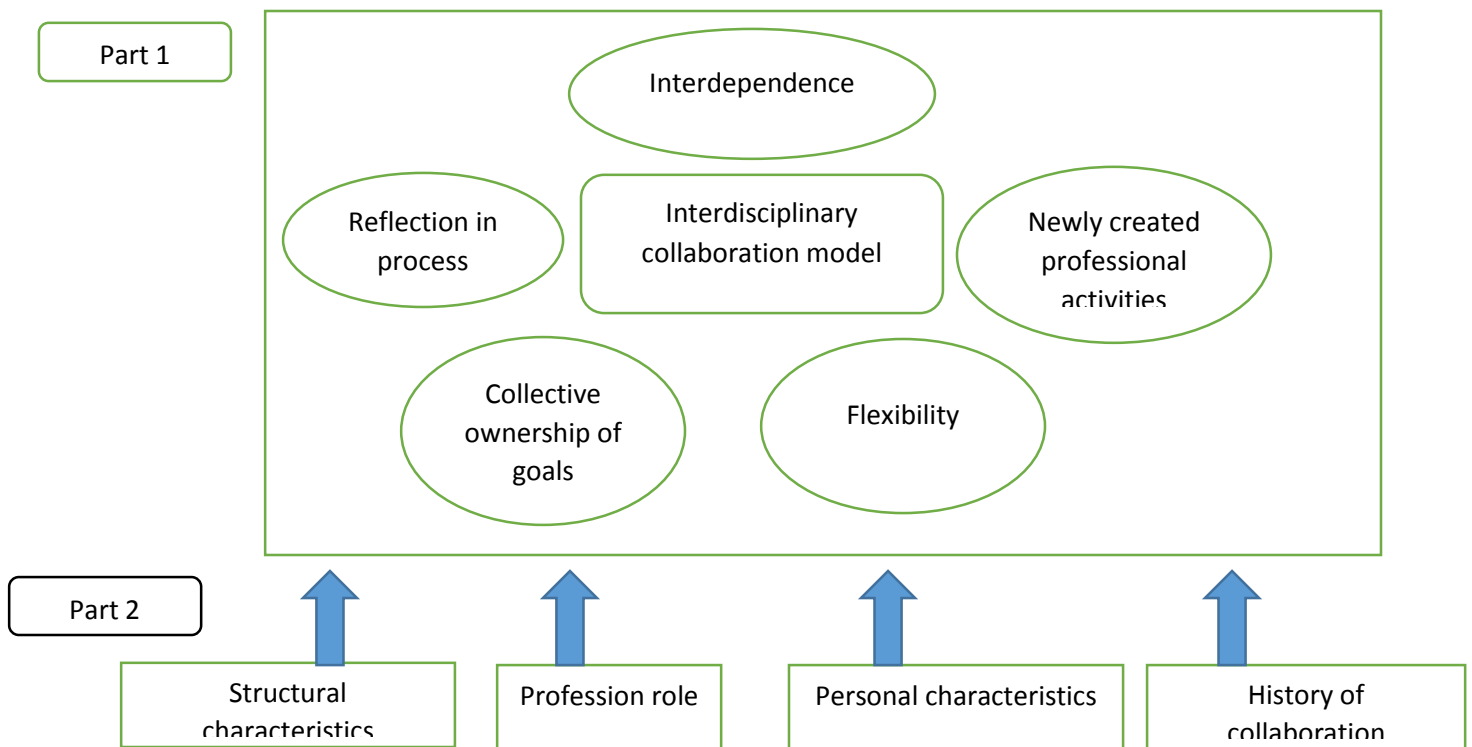 Part 1
Interdependence
Reflection in
process
Interdisciplinary
collaboration model
Newly created
professional
activities
Collective
ownership of
goals
Flexibility
Part 2
Structural
characteristics
Profession role
Personal characteristics
History of
collaboration